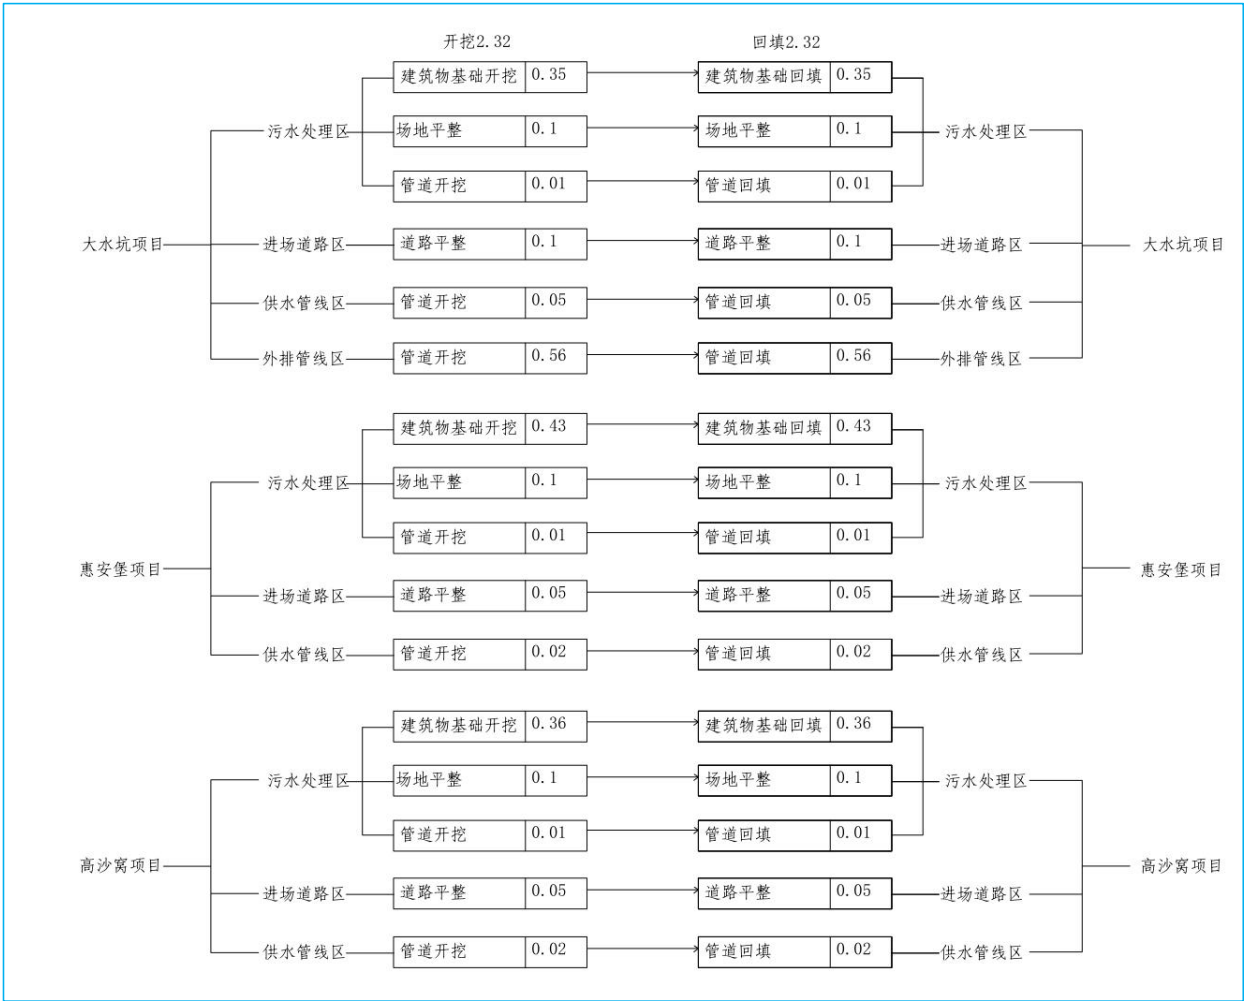 开挖2.32 回填2.32
建筑物基础开挖 0.35 建筑物基础回填 0.35
污水处理区 场地平整 0.1 场地平整 0.1 污水处理区
管道开挖 0.01 管道回填 0.01
大水坑项目 进场道路区 道路平整 0.1 道路平整 0.1 进场道路区 大水坑项目
供水管线区 管道开挖 0.05 管道回填 0.05 供水管线区
外排管线区 管道开挖 0.56 管道回填 0.56 外排管线区
建筑物基础开挖 0.43 建筑物基础回填 0.43
污水处理区 场地平整 0.1 场地平整 0.1 污水处理区
管道开挖 0.01 管道回填 0.01
惠安堡项目 惠安堡项目
进场道路区 道路平整 0.05 道路平整 0.05 进场道路区
供水管线区 管道开挖 0.02 管道回填 0.02 供水管线区
建筑物基础开挖 0.36 建筑物基础回填 0.36
污水处理区 场地平整 0.1 场地平整 0.1 污水处理区
管道开挖 0.01 管道回填 0.01
高沙窝项目 高沙窝项目
进场道路区 道路平整 0.05 道路平整 0.05 进场道路区
供水管线区 管道开挖 0.02 管道回填 0.02 供水管线区